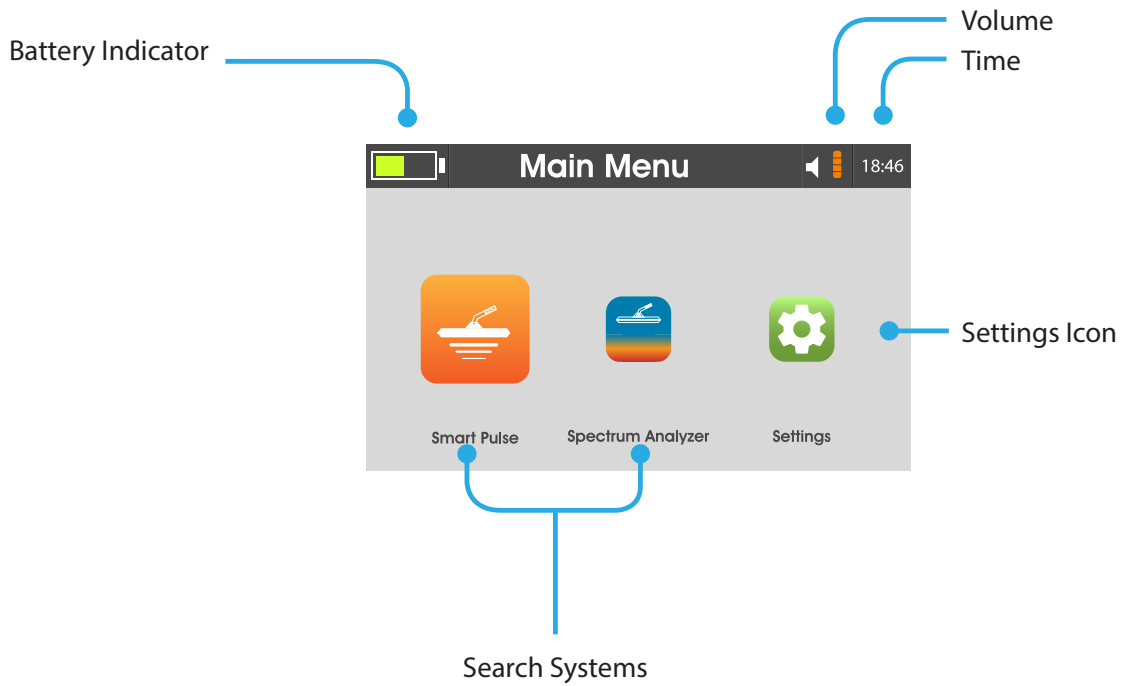 Volume
Battery Indicator
Time
Main Menu
18:46
Settings Icon
Smart Pulse
Spectrum Analyzer
Settings
Search Systems